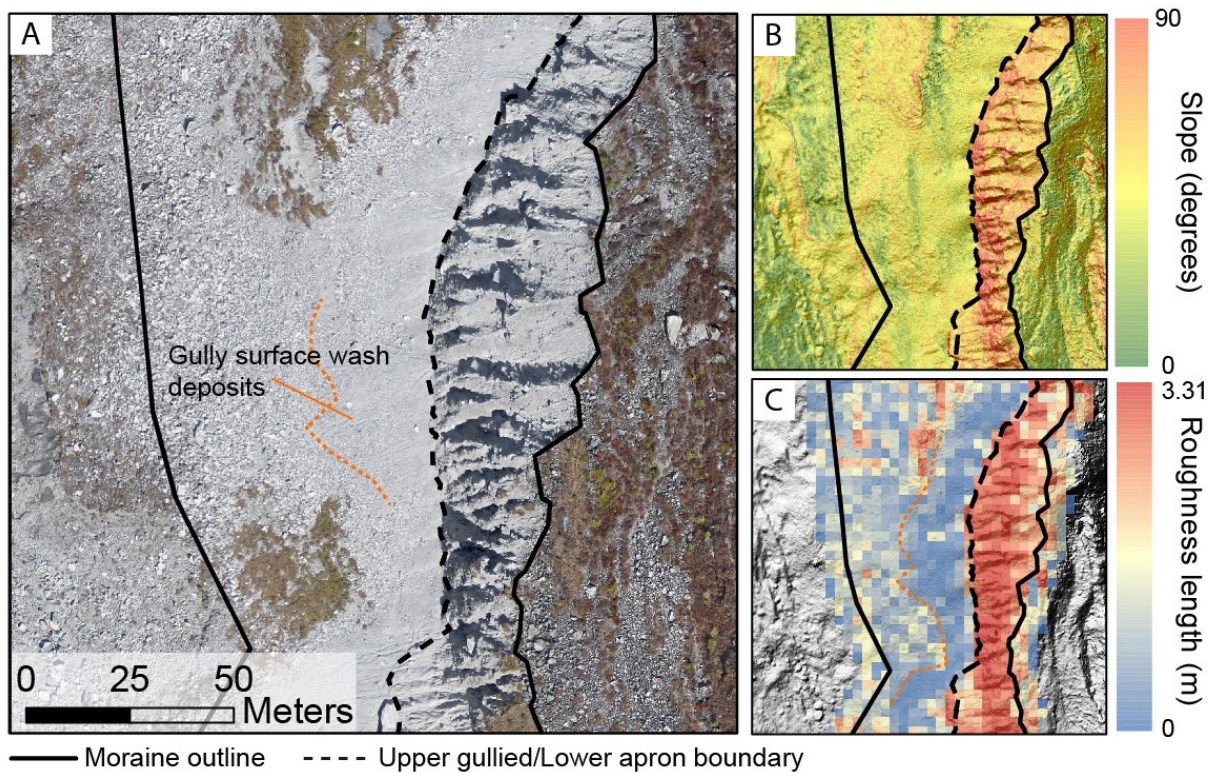 A
Gully surface wash
deposits
0 25 50
Meters
B
90
Slope (degrees)
0
C
3.31
Roughness length (m)
0
Moraine outline
Upper gullied/Lower apron boundary